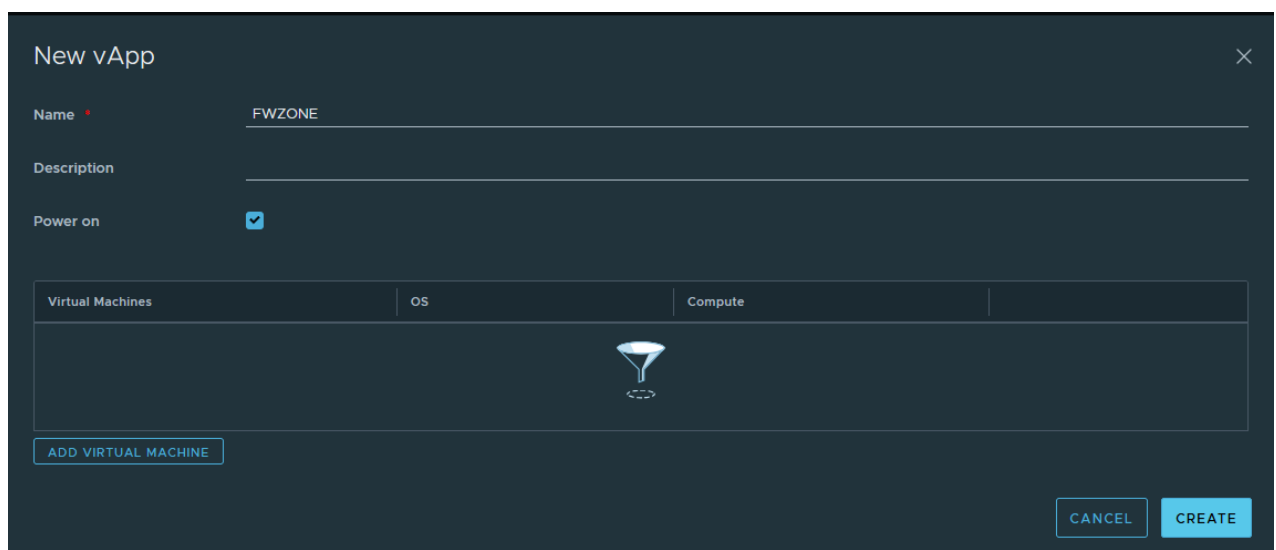 New vApp
Name *
FWZONE
Description
Power on
Virtual Machines OS Compute
ADD VIRTUAL MACHINE
CANCEL CREATE